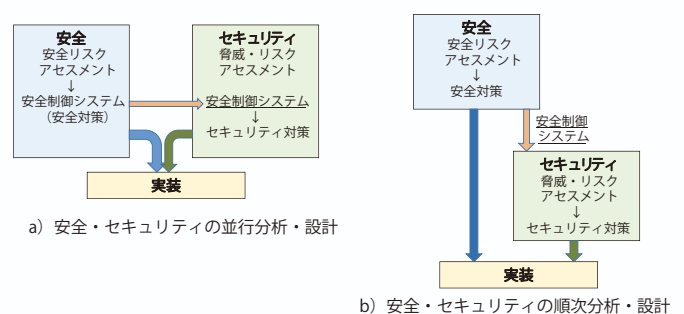 安全
安全リスク
アセスメント
↓
安全制御システム
（安全対策）
セキュリティ
脅威・リスク
アセスメント
安全制御システム
↓
セキュリティ対策
実装
a）安全・セキュリティの並行分析・設計
安全
安全リスク
アセスメント
↓
安全対策
安全制御
システム
セキュリティ
脅威・リスク
アセスメント
↓
セキュリティ対策
実装
b）安全・セキュリティの順次分析・設計